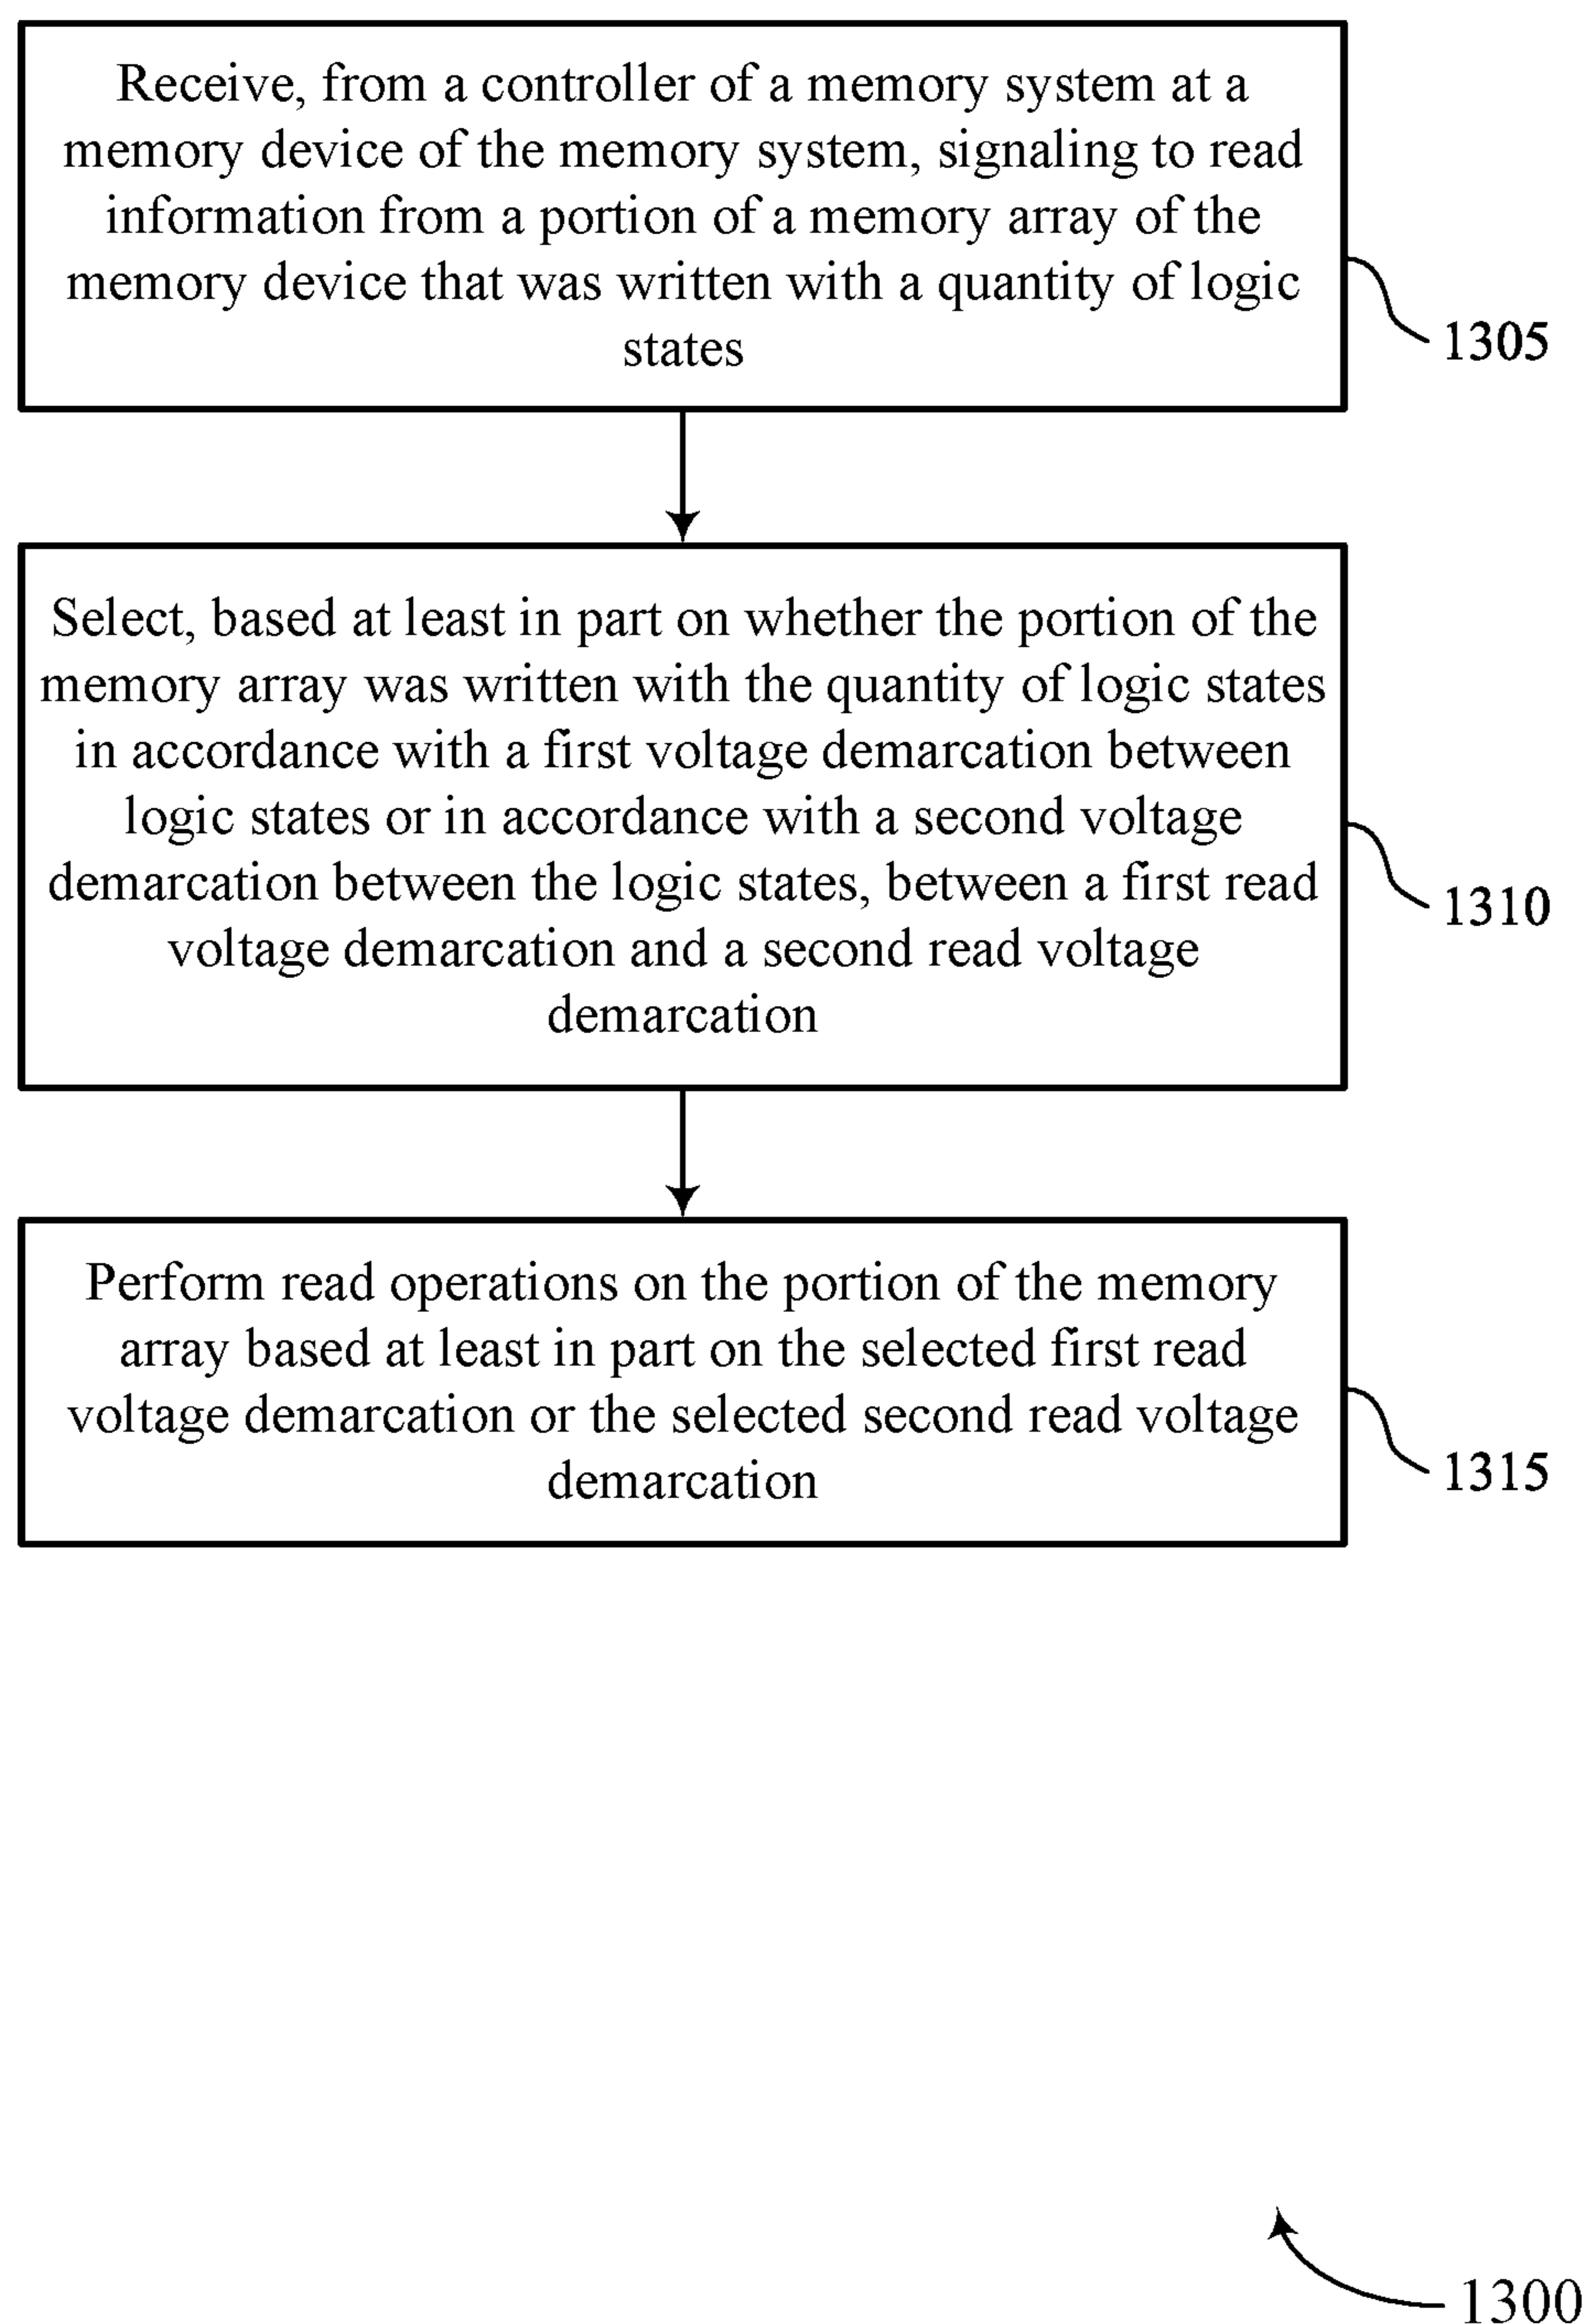 Receive, from a controller of a memory system at a
memory device of the memory system, signaling to read
information from a portion of a memory array of the
memory device that was written with a quantity of logic
states
1305
Select, based at least in part on whether the portion of the
memory array was written with the quantity of logic states
in accordance with a first voltage demarcation between
logic states or in accordance with a second voltage
demarcation between the logic states, between a first read
voltage demarcation and a second read voltage
demarcation
1310
Perform read operations on the portion of the memory
array based at least in part on the selected first read
voltage demarcation or the selected second read voltage
demarcation
1315
1300